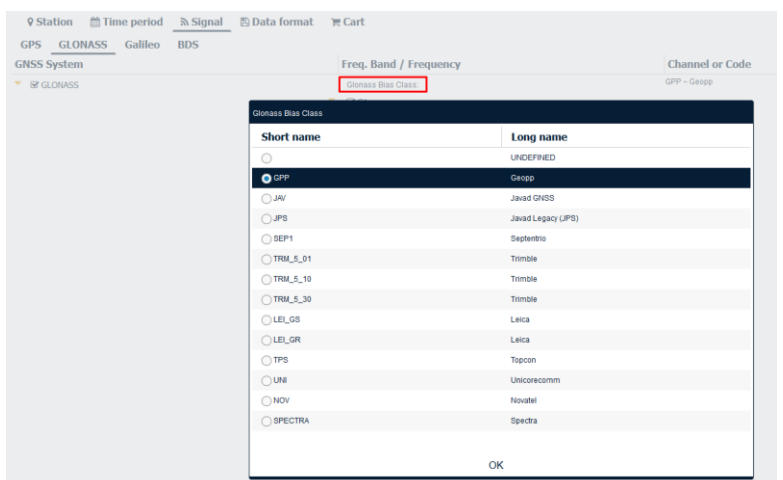 Station Time period Signal Data format Cart
GPS GLONASS Galileo BDS
GNSS System Freq. Band / Frequency Channel or Code
GLONASS Glonass Bias Class: GPP – Geopp
Glonass Bias Class
Short name Long name
UNDEFINED
GPP Geopp
JAV Javad GNSS
JPS Javad Legacy (JPS)
SEP1 Septentrio
TRM_5_01 Trimble
TRM_5_10 Trimble
TRM_5_30 Trimble
LEI_GS Leica
LEI_GR Leica
TPS Topcon
UNI Unicorecomm
NOV Novatel
SPECTRA Spectra
OK